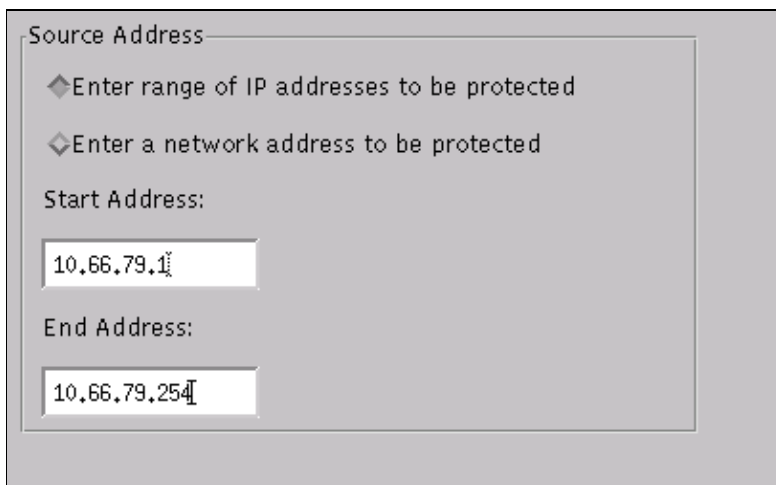 Source Address
Enter range of IP addresses to be protected
Enter a network address to be protected
Start Address:
10.66.79.1
End Address:
10.66.79.254